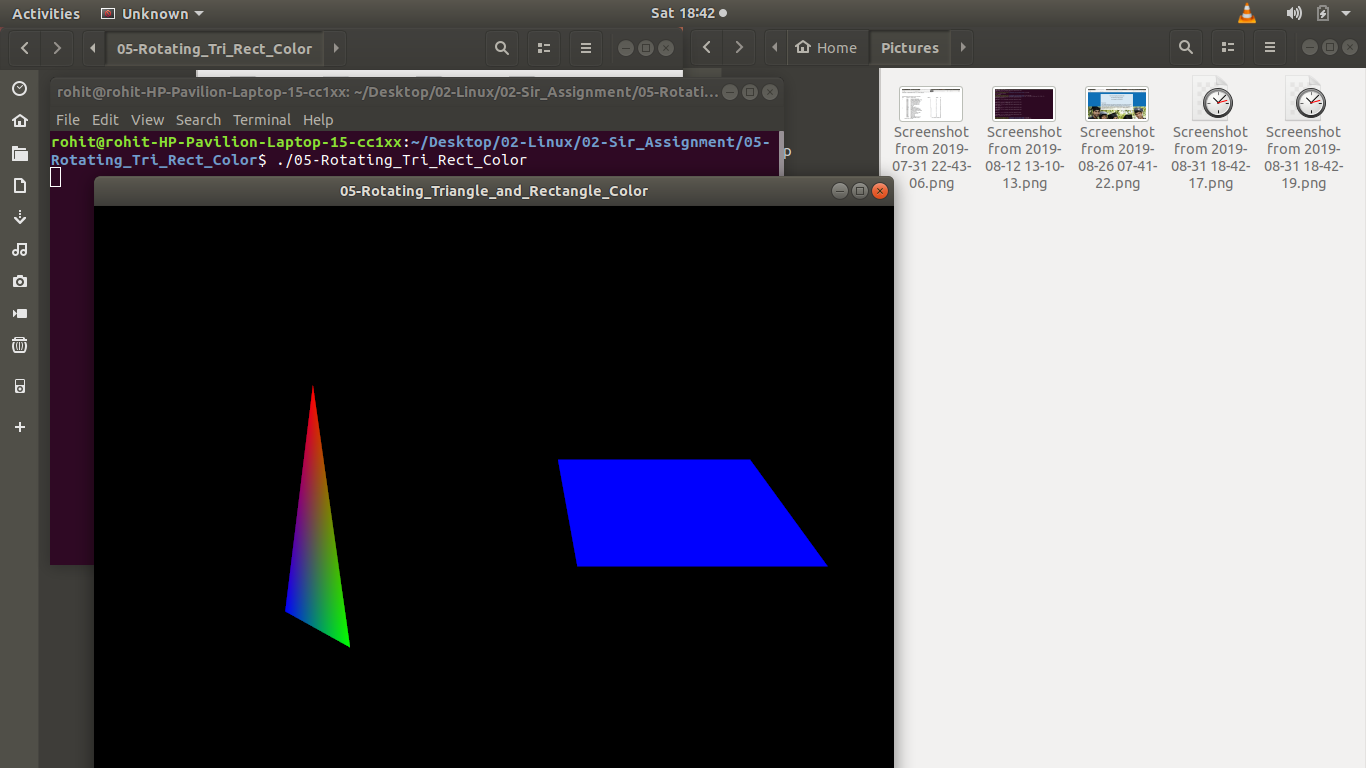 Activities
Unknown
Sat 18:42
05-Rotating_Tri_Rect_Color
Home
Pictures
rohit@rohit-HP-Pavilion-Laptop-15-cc1xx: ~/Desktop/02-Linux/02-Sir_Assignment/05-Rotati...
File Edit View Search Terminal Help
rohit@rohit-HP-Pavilion-Laptop-15-cc1xx:~/Desktop/02-Linux/02-Sir_Assignment/05-
Rotating_Tri_Rect_Color$ ./05-Rotating_Tri_Rect_Color
p
05-Rotating_Triangle_and_Rectangle_Color
Screenshot
from 2019-
07-31 22-43-
06.png
Screenshot
from 2019-
08-12 13-10-
13.png
Screenshot
from 2019-
08-26 07-41-
22.png
Screenshot
from 2019-
08-31 18-42-
17.png
Screenshot
from 2019-
08-31 18-42-
19.png